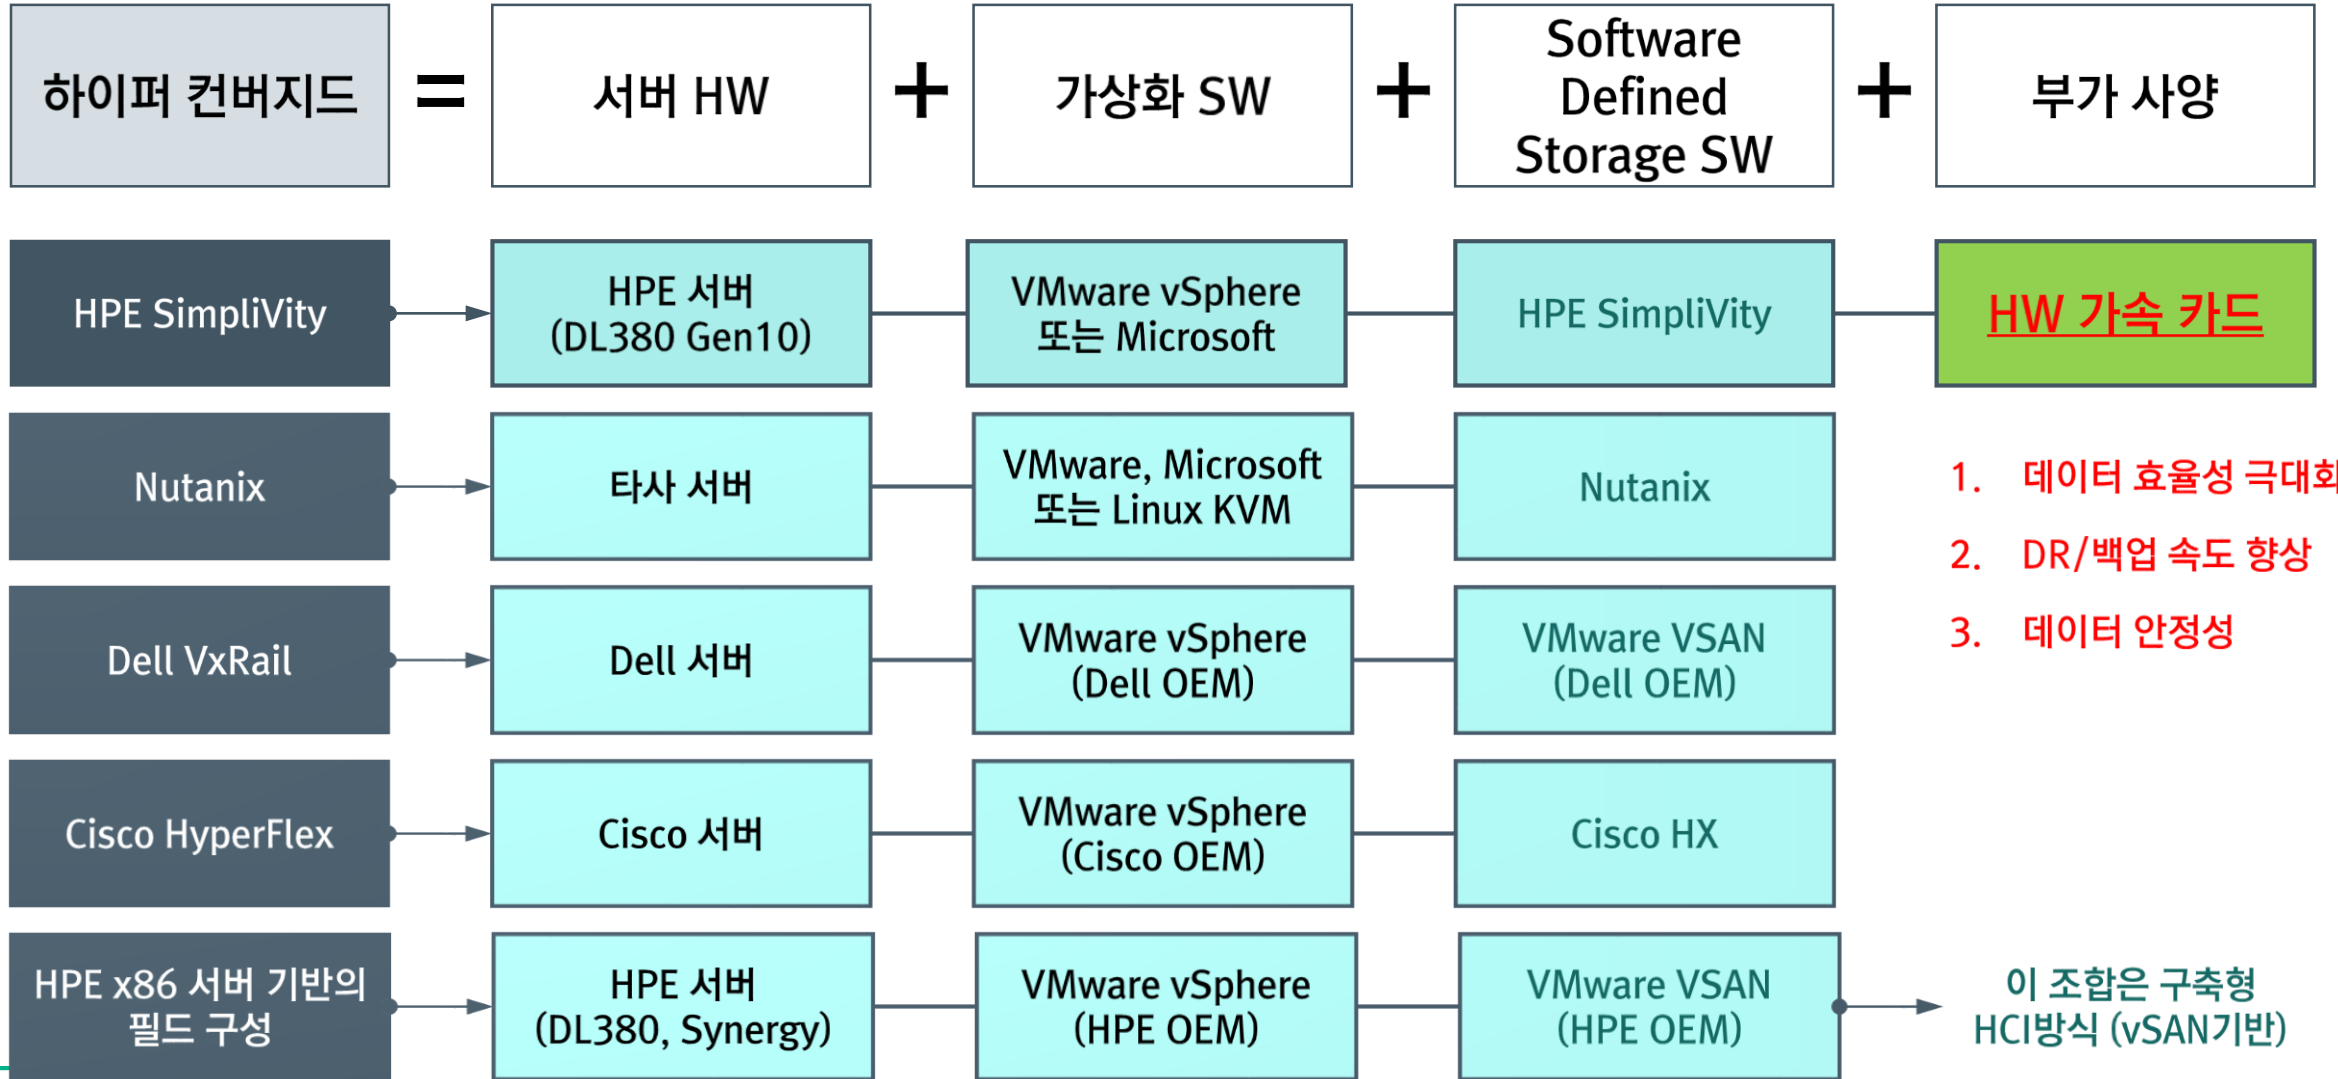 하이퍼 컨버지드
=
서버 HW
+
가상화 SW
+
Software
Defined
Storage SW
+
부가 사양
HPE SimpliVity
HPE 서버
(DL380 Gen10)
VMware vSphere
또는 Microsoft
HPE SimpliVity
HW 가속 카드
Nutanix
타사 서버
VMware, Microsoft
또는 Linux KVM
Nutanix
1. 데이터 효율성 극대화
2. DR/백업 속도 향상
3. 데이터 안정성
Dell VxRail
Dell 서버
VMware vSphere
(Dell OEM)
VMware VSAN
(Dell OEM)
Cisco HyperFlex
Cisco 서버
VMware vSphere
(Cisco OEM)
Cisco HX
HPE x86 서버 기반의
필드 구성
HPE 서버
(DL380, Synergy)
VMware vSphere
(HPE OEM)
VMware VSAN
(HPE OEM)
이 조합은 구축형
HCI방식 (vSAN기반)